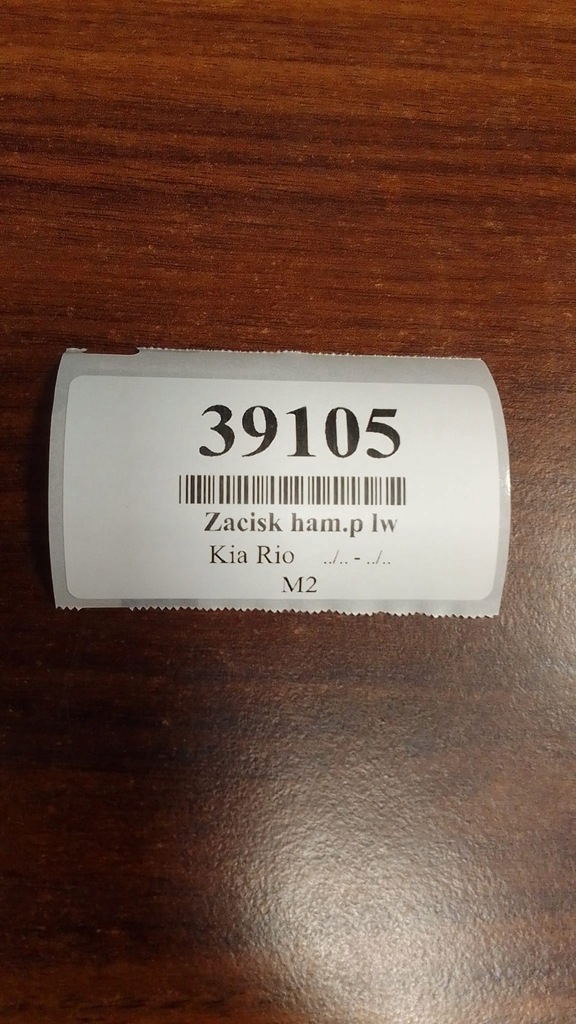 39105
Zacisk ham.p lw
Kia Rio ../.. - ../..
M2